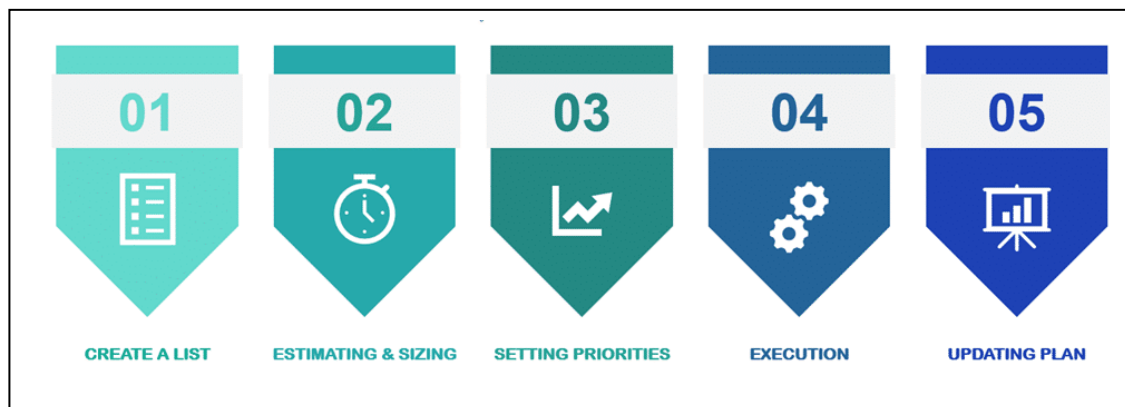 01
02
03
04
05
CREATE A LIST
ESTIMATING & SIZING
SETTING PRIORITIES
EXECUTION
UPDATING PLAN